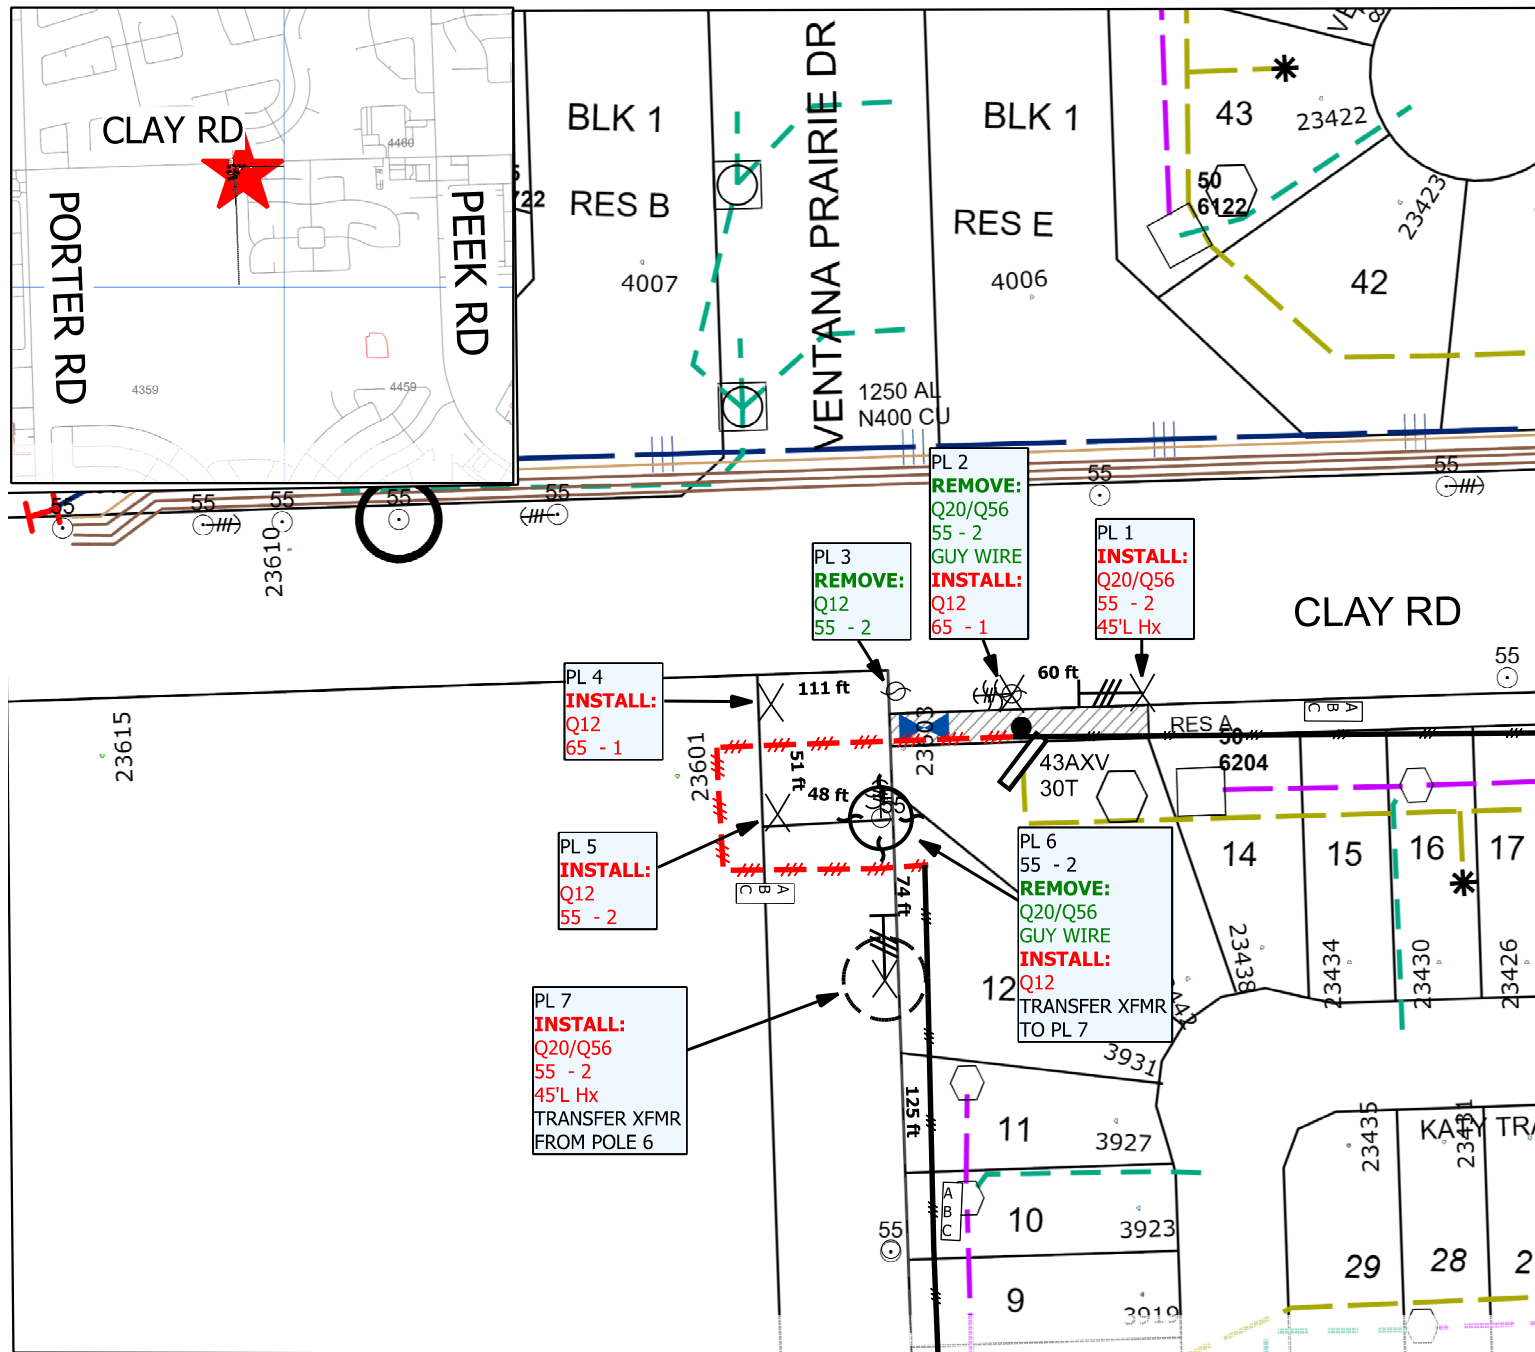 CLAY RD
PORTER RD
PEEK RD
4460
4359
4459
722
BLK 1
RES B
4007
VENTANA PRAIRIE DR
BLK 1
RES E
4006
1250 AL
N400 CU
43
23422
50
6122
23423
42
55
55
55
55
55
55
55
23610
CLAY RD
55
PL 3
REMOVE:
Q12
55 - 2
PL 2
REMOVE:
Q20/Q56
55 - 2
GUY WIRE
INSTALL:
Q12
65 - 1
PL 1
INSTALL:
Q20/Q56
55 - 2
45'L Hx
PL 4
INSTALL:
Q12
65 - 1
111 ft
60 ft
23615
23601
51 ft
48 ft
55
23603
RES A
A
B
C
50
6204
43AXV
30T
PL 5
INSTALL:
Q12
55 - 2
A
B
C
74 ft
PL 6
55 - 2
REMOVE:
Q20/Q56
GUY WIRE
INSTALL:
Q12
TRANSFER XFMR
TO PL 7
PL 7
INSTALL:
Q20/Q56
55 - 2
45'L Hx
TRANSFER XFMR
FROM POLE 6
12
14
15
16
17
23438
23434
23430
23426
3931
125 ft
11
3927
A
B
C
10
3923
55
9
3919
23435
23431
29
28